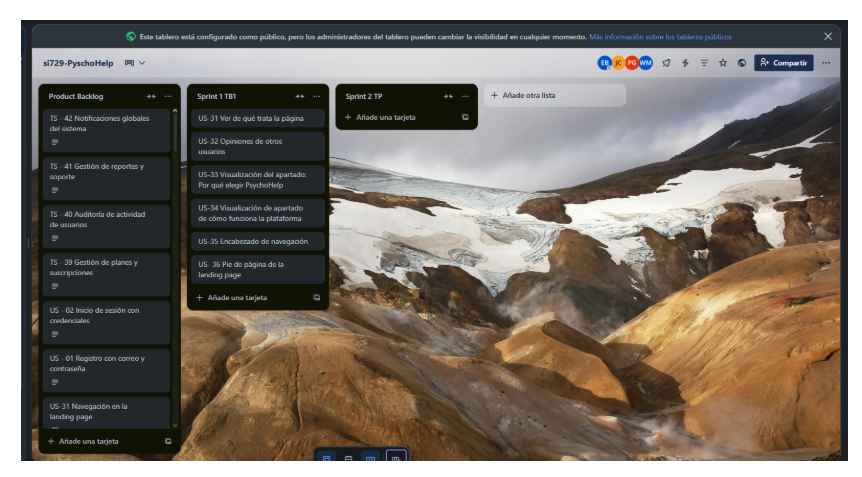 Este tablero está configurado como público, pero los administradores del tablero pueden cambiar la visibilidad en cualquier momento. Más información sobre los tableros públicos
si729-PyschoHelp
EB JC PG WM
Compartir
Product Backlog
TS - 42 Notificaciones globales
del sistema
TS - 41 Gestión de reportes y
soporte
TS - 40 Auditoría de actividad
de usuarios
TS - 39 Gestión de planes y
suscripciones
US - 02 Inicio de sesión con
credenciales
US - 01 Registro con correo y
contraseña
US-31 Navegación en la
landing page
+ Añade una tarjeta
Sprint 1 TB1
US-31 Ver de qué trata la página
US-32 Opiniones de otros
usuarios
US-33 Visualización del apartado:
Por qué elegir PsychoHelp
US-34 Visualización de apartado
de cómo funciona la plataforma
US-35 Encabezado de navegación
US- 36 Pie de página de la
landing page
+ Añade una tarjeta
Sprint 2 TP
+ Añade una tarjeta
+ Añade otra lista